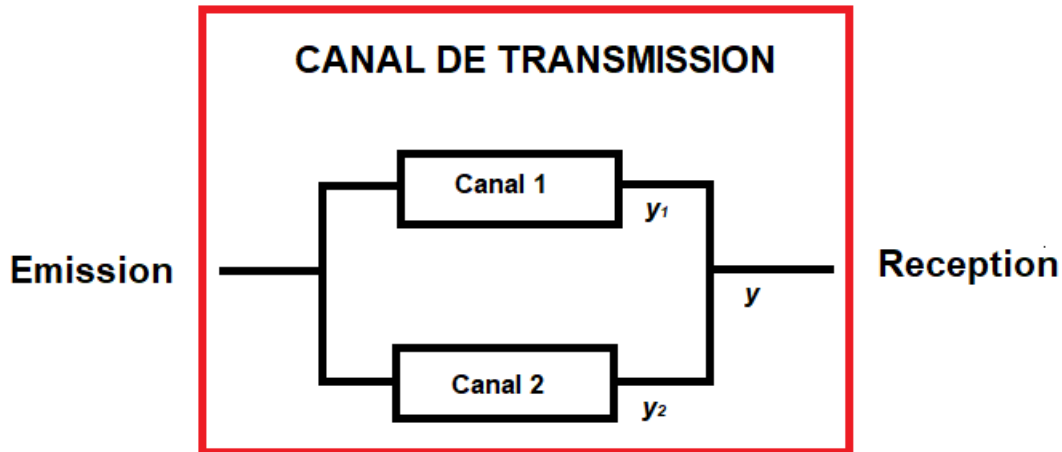 CANAL DE TRANSMISSION
Canal 1
y₁
Emission
Reception
y
Canal 2
y₂